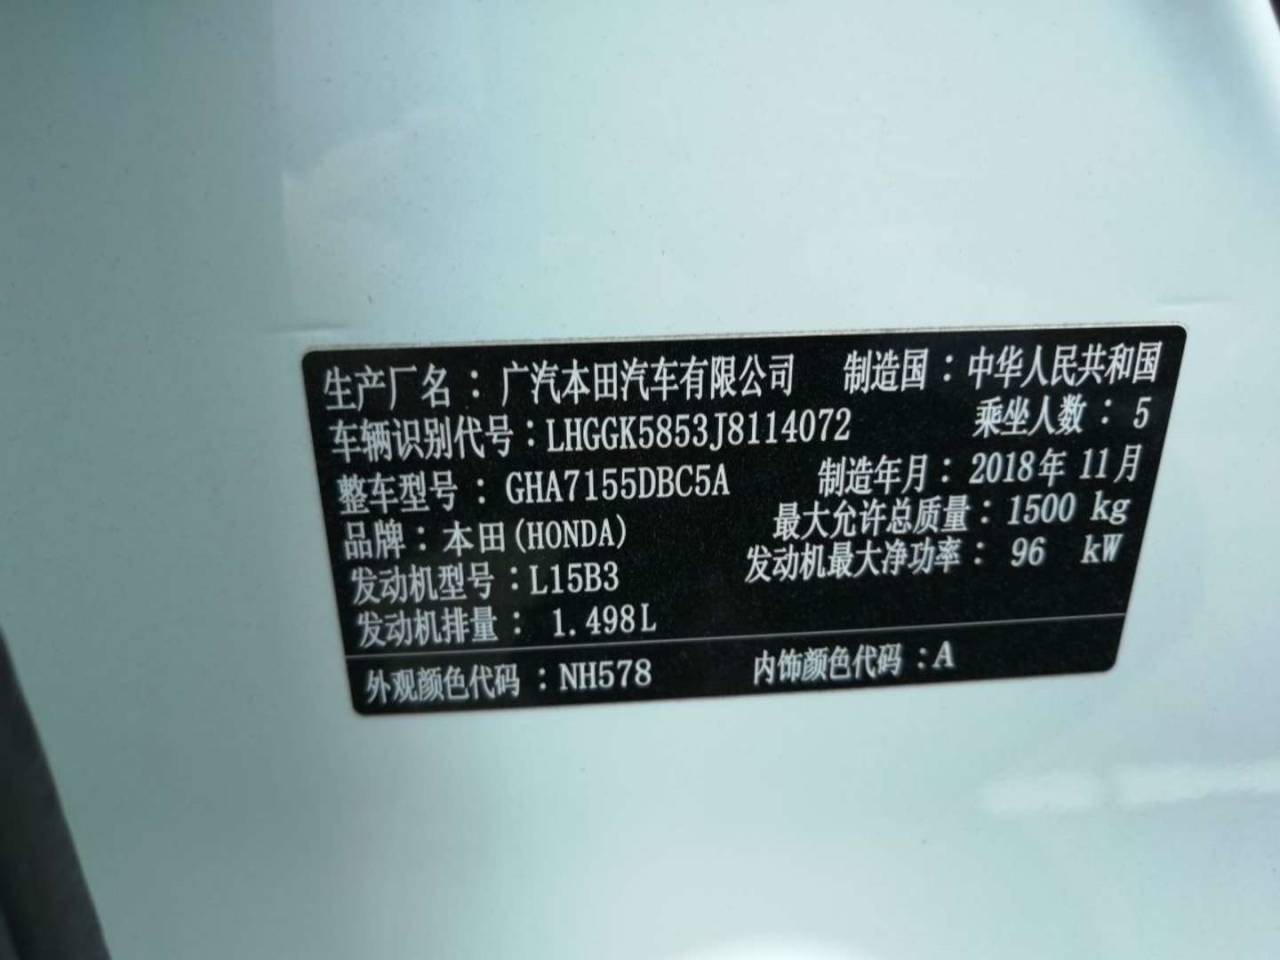 生产厂名：广汽本田汽车有限公司 制造国：中华人民共和国
车辆识别代号：LHGGK5853J8114072 乘坐人数：5
整车型号：GHA7155DBC5A 制造年月：2018年11月
品牌：本田(HONDA) 最大允许总质量：1500 kg
发动机型号：L15B3 发动机最大净功率：96 kW
发动机排量：1.498L
外观颜色代码：NH578 内饰颜色代码：A